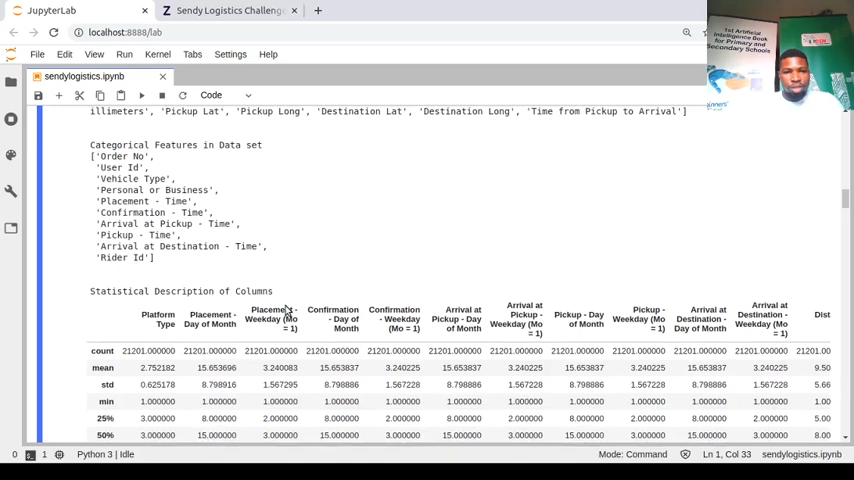 JupyterLab
Sendy Logistics Challeng
localhost:8888/lab
File Edit View Run Kernel Tabs Settings Help
sendylogistics.ipynb
Code
illimeters', 'Pickup Lat', 'Pickup Long', 'Destination Lat', 'Destination Long', 'Time from Pickup to Arrival']
Categorical Features in Data set
['Order No',
'User Id',
'Vehicle Type',
'Personal or Business',
'Placement - Time',
'Confirmation - Time',
'Arrival at Pickup - Time',
'Pickup - Time',
'Arrival at Destination - Time',
'Rider Id']
Statistical Description of Columns
Platform Type Placement - Day of Month Placement - Weekday (Mo = 1) Confirmation - Day of Month Confirmation - Weekday (Mo = 1) Arrival at Pickup - Day of Month Arrival at Pickup - Weekday (Mo = 1) Pickup - Day of Month Pickup - Weekday (Mo = 1) Arrival at Destination - Day of Month Arrival at Destination - Weekday (Mo = 1) Dist
count 21201.000000 21201.000000 21201.000000 21201.000000 21201.000000 21201.000000 21201.000000 21201.000000 21201.000000 21201.000000 21201.000000 21201.00
mean 2.752182 15.653696 3.240083 15.653837 3.240225 15.653837 3.240225 15.653837 3.240225 15.653837 3.240225 9.50
std 0.625178 8.798916 1.567295 8.798886 1.567228 8.798886 1.567228 8.798886 1.567228 8.798886 1.567228 5.66
min 1.000000 1.000000 1.000000 1.000000 1.000000 1.000000 1.000000 1.000000 1.000000 1.000000 1.000000 1.00
25% 3.000000 8.000000 2.000000 8.000000 2.000000 8.000000 2.000000 8.000000 2.000000 8.000000 2.000000 5.00
50% 3.000000 15.000000 3.000000 15.000000 3.000000 15.000000 3.000000 15.000000 3.000000 15.000000 3.000000 8.00
0 1 Python 3 | Idle Mode: Command Ln 1, Col 33 sendylogistics.ipynb
1st Artificial
Intelligence Book
for Primary and
Secondary Schools